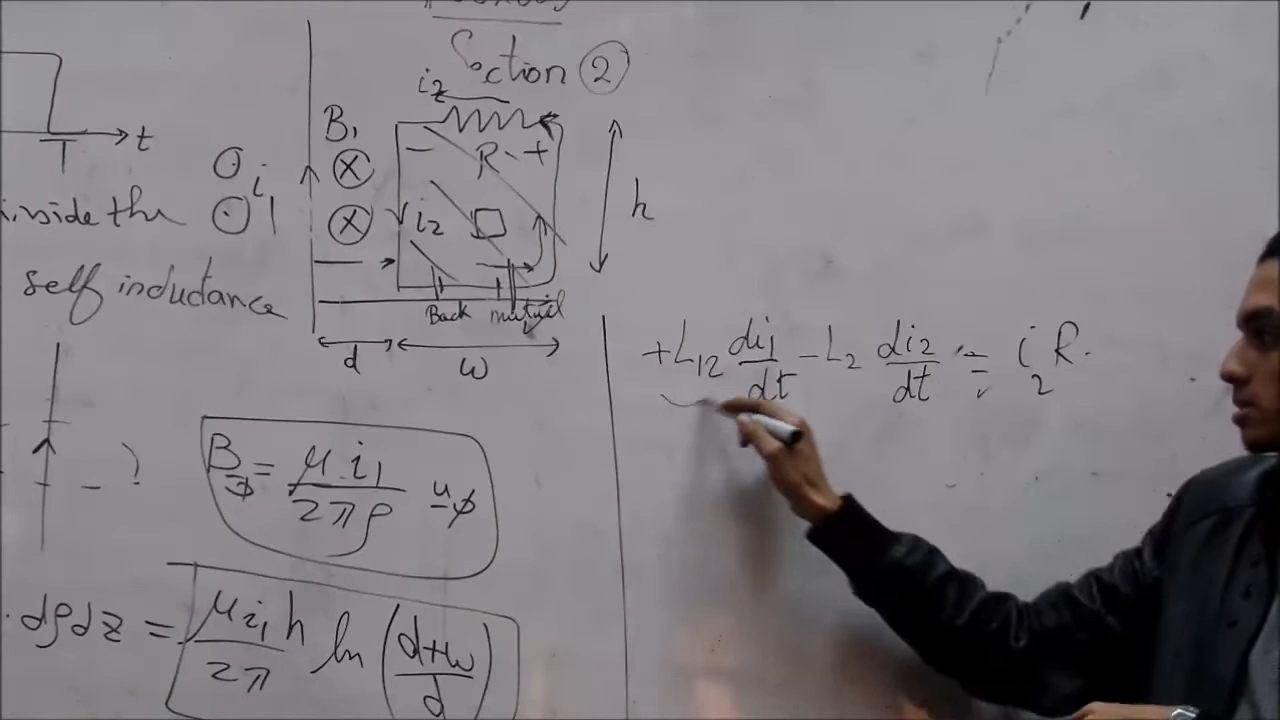 Section 2
i2
B1
- R +
t
T
i
inside the 1
i2
h
self inductance
Back mutual
d w
+L12 di1/dt - L2 di2/dt = i2 R.
?
Bϕ = μ i1 / 2πρ uϕ
. dρ dz = μ i1 h / 2π ln (d+w / d)